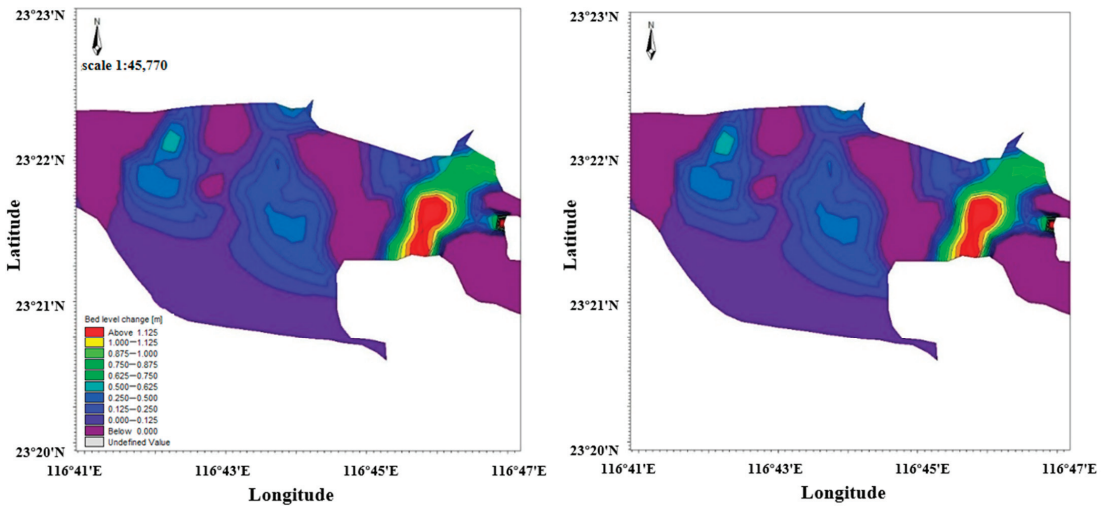 23°23'N
N
scale 1:45,770
23°22'N
Latitude
23°21'N
Bed level change [m]
Above 1.125
1.000—1.125
0.875—1.000
0.750—0.875
0.625—0.750
0.500—0.625
0.250—0.500
0.125—0.250
0.000—0.125
Below 0.000
Undefined Value
23°20'N
116°41'E 116°43'E 116°45'E 116°47'E
Longitude
23°23'N
N
23°22'N
Latitude
23°21'N
23°20'N
116°41'E 116°43'E 116°45'E 116°47'E
Longitude